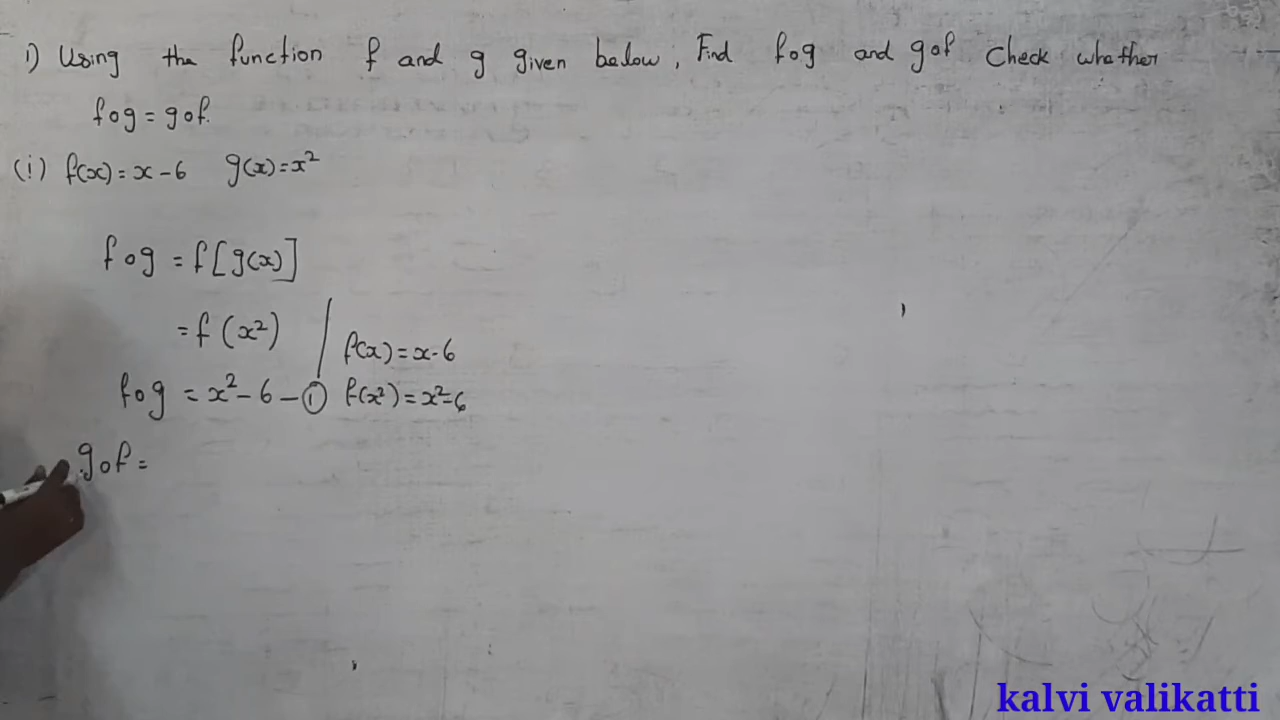 1) Using the function f and g given below, Find fog and gof Check whether
fog = gof.
(i) f(x) = x - 6 g(x) = x²
fog = f[g(x)]
= f(x²)
f(x) = x - 6
fog = x² - 6 - ① f(x²) = x² - 6
gof =
kalvi valikatti